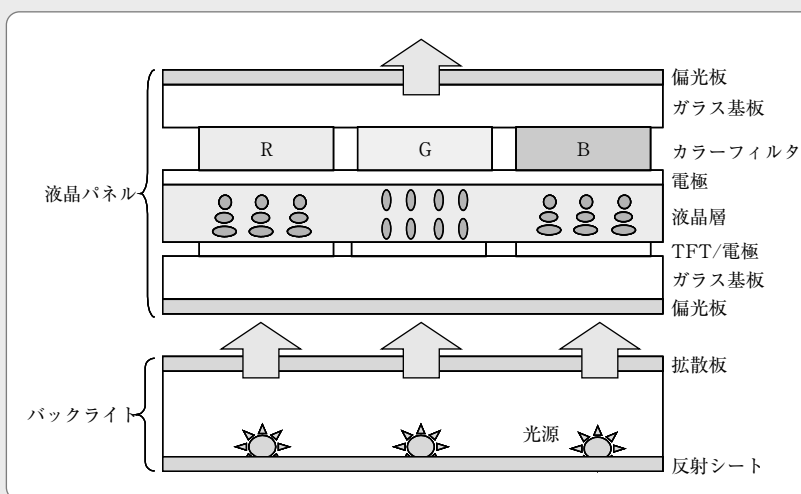 偏光板
ガラス基板
R G B カラーフィルタ
電極
液晶パネル
液晶層
TFT/電極
ガラス基板
偏光板
拡散板
バックライト
光源
反射シート